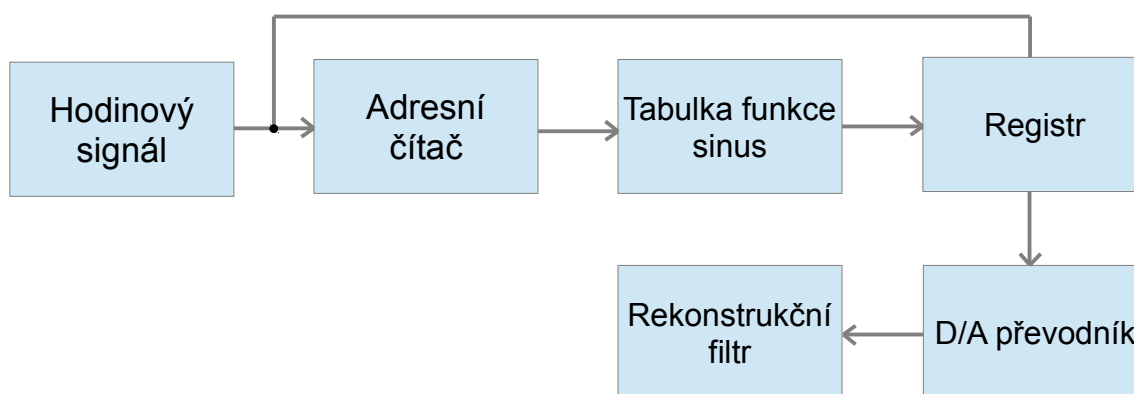 Hodinový
signál
Adresní
čítač
Tabulka funkce
sinus
Registr
Rekonstrukční
filtr
D/A převodník